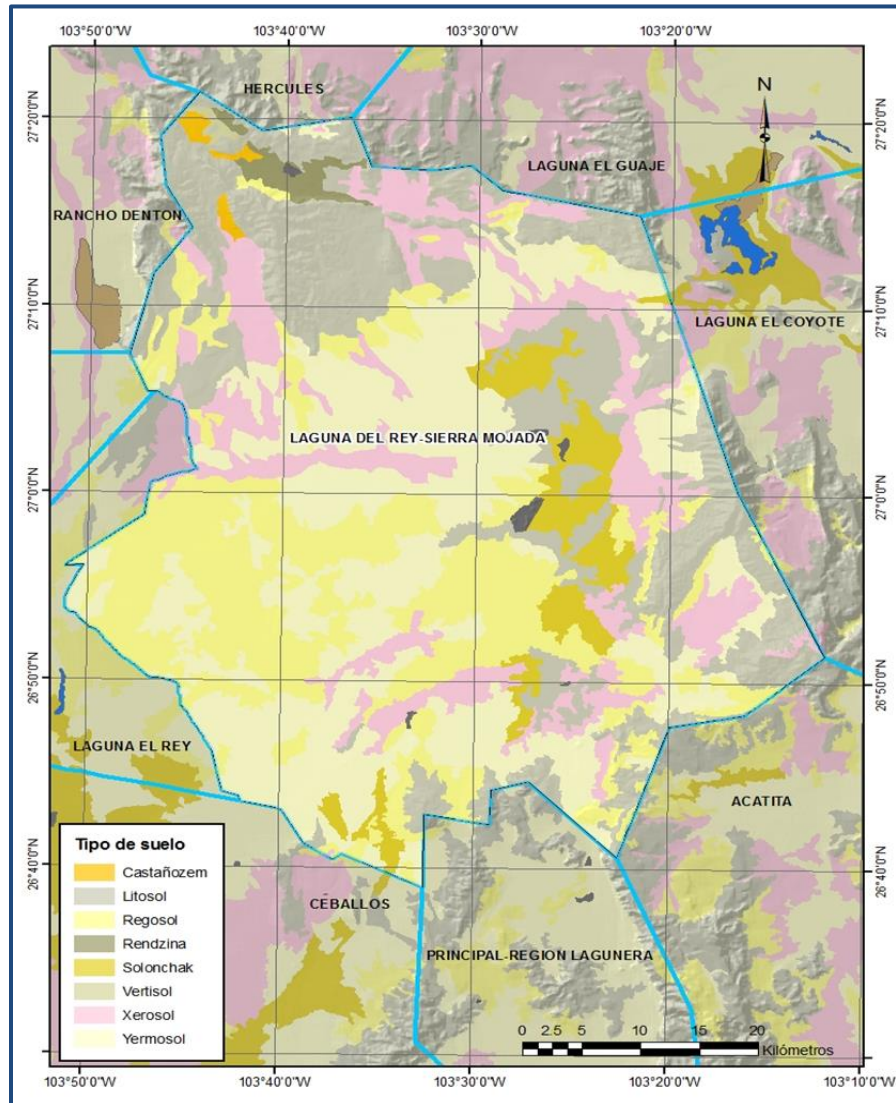 103°50'0"W
103°40'0"W
103°30'0"W
103°20'0"W
103°10'0"W
HERCULES
N
27°20'0"N
27°20'0"N
LAGUNA EL GUAJE
RANCHO DENTON
27°10'0"N
27°10'0"N
LAGUNA EL COYOTE
LAGUNA DEL REY-SIERRA MOJADA
27°0'0"N
27°0'0"N
26°50'0"N
26°50'0"N
LAGUNA EL REY
ACATITA
26°40'0"N
26°40'0"N
CEBALLOS
PRINCIPAL-REGION LAGUNERA
Tipo de suelo
Castañozem
Litosol
Regosol
Rendzina
Solonchak
Vertisol
Xerosol
Yermosol
0 2.5 5 10 15 20
Kilómetros
103°50'0"W
103°40'0"W
103°30'0"W
103°20'0"W
103°10'0"W